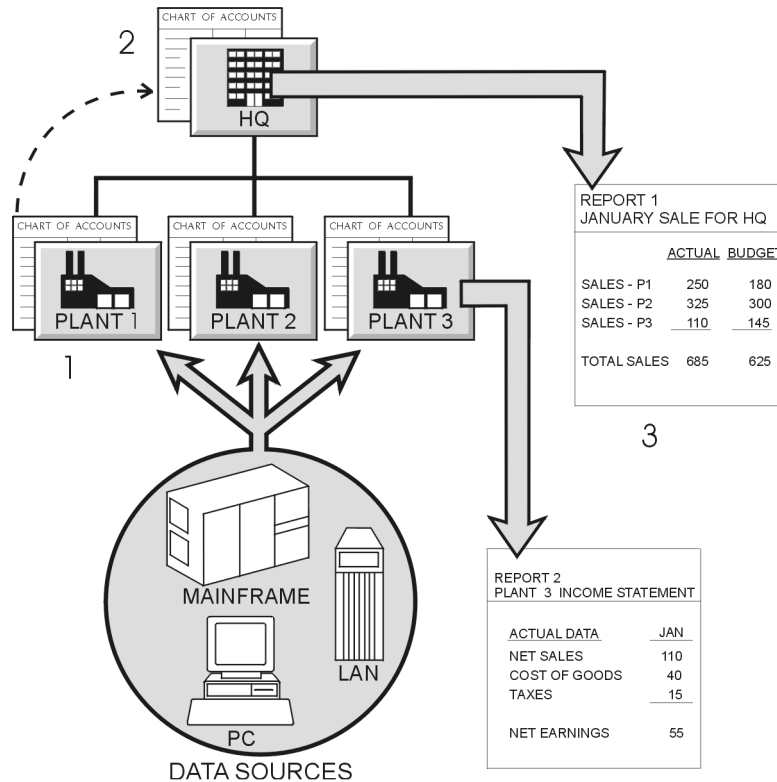 CHART OF ACCOUNTS
2
HQ
CHART OF ACCOUNTS
CHART OF ACCOUNTS
CHART OF ACCOUNTS
PLANT 1
PLANT 2
PLANT 3
1
REPORT 1
JANUARY SALE FOR HQ
ACTUAL BUDGET
SALES - P1 250 180
SALES - P2 325 300
SALES - P3 110 145
TOTAL SALES 685 625
3
MAINFRAME
LAN
PC
DATA SOURCES
REPORT 2
PLANT 3 INCOME STATEMENT
ACTUAL DATA JAN
NET SALES 110
COST OF GOODS 40
TAXES 15
NET EARNINGS 55